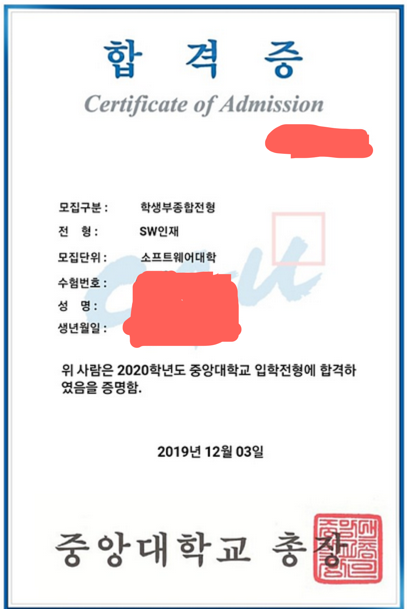 합 격 증
Certificate of Admission
모집구분 : 학생부종합전형
전 형 : SW인재
모집단위 : 소프트웨어대학
수험번호 :
성 명 :
생년월일 :
위 사람은 2020학년도 중앙대학교 입학전형에 합격하
였음을 증명함.
2019년 12월 03일
중앙대학교 총장